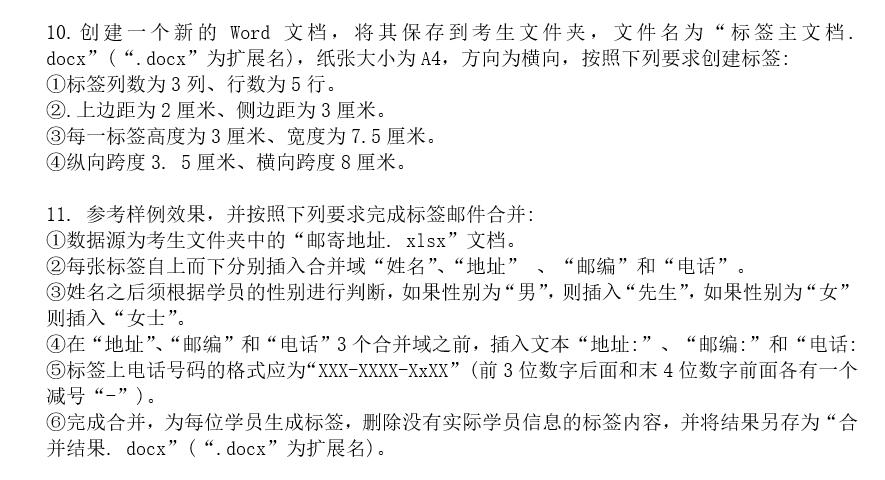 10. 创建一个新的 Word 文档，将其保存到考生文件夹，文件名为“标签主文档.
docx”(“.docx”为扩展名)，纸张大小为 A4，方向为横向，按照下列要求创建标签:
①标签列数为 3 列、行数为 5 行。
②. 上边距为 2 厘米、侧边距为 3 厘米。
③每一标签高度为 3 厘米、宽度为 7.5 厘米。
④纵向跨度 3. 5 厘米、横向跨度 8 厘米。
11. 参考样例效果，并按照下列要求完成标签邮件合并:
①数据源为考生文件夹中的“邮寄地址. xlsx”文档。
②每张标签自上而下分别插入合并域“姓名”、“地址” 、“邮编”和“电话”。
③姓名之后须根据学员的性别进行判断，如果性别为“男”，则插入“先生”，如果性别为“女”
则插入“女士”。
④在“地址”、“邮编”和“电话”3 个合并域之前，插入文本“地址:”、“邮编:”和“电话:
⑤标签上电话号码的格式应为“XXX-XXXX-XxXX”(前 3 位数字后面和末 4 位数字前面各有一个
减号“-”)。
⑥完成合并，为每位学员生成标签，删除没有实际学员信息的标签内容，并将结果另存为“合
并结果. docx”(“.docx”为扩展名)。